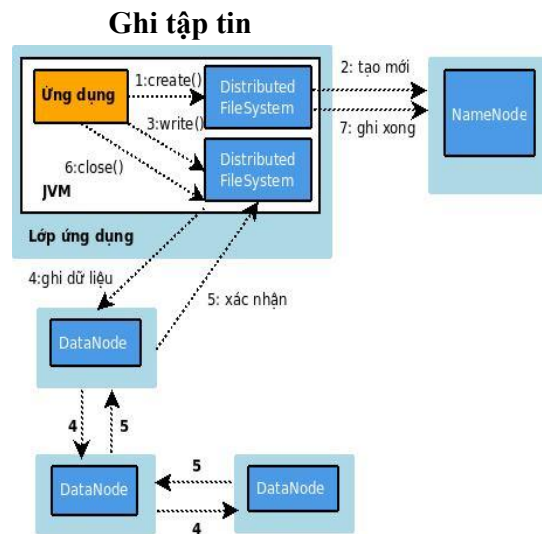 Ghi tập tin
1:create()
Distributed
FileSystem
2: tạo mới
Ứng dụng
NameNode
3:write()
7: ghi xong
6:close()
Distributed
FileSystem
JVM
Lớp ứng dụng
4:ghi dữ liệu
5: xác nhận
DataNode
4
5
5
DataNode
DataNode
4